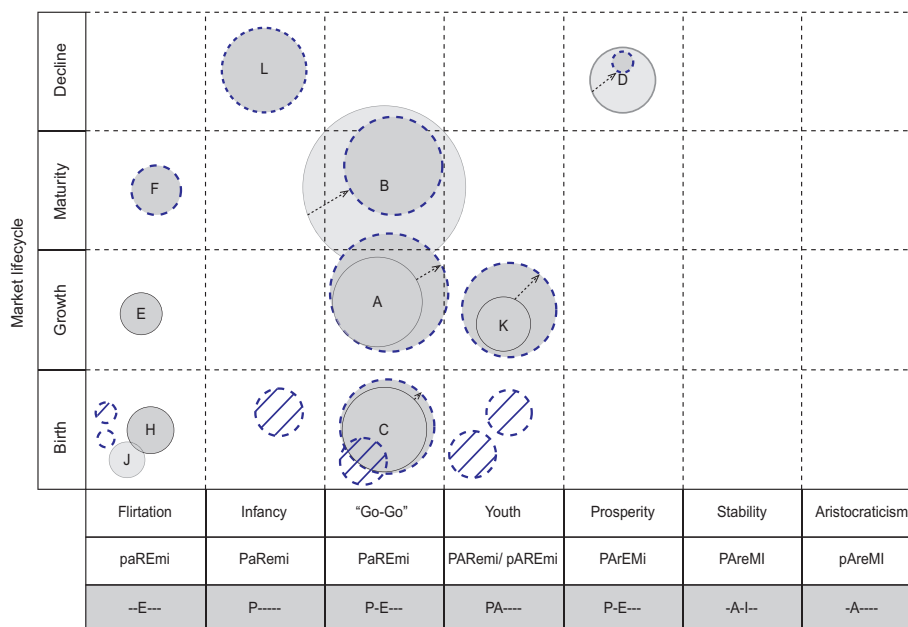 Market lifecycle
Decline
Maturity
Growth
Birth
L
D
F
B
E
A
K
H
C
J
Flirtation Infancy “Go-Go” Youth Prosperity Stability Aristocraticism
paREmi PaRemi PaREmi PARemi/ pAREmi PArEMi PAreMI pAreMI
--E--- P----- P-E--- PA---- P-E--- -A-I-- -A----